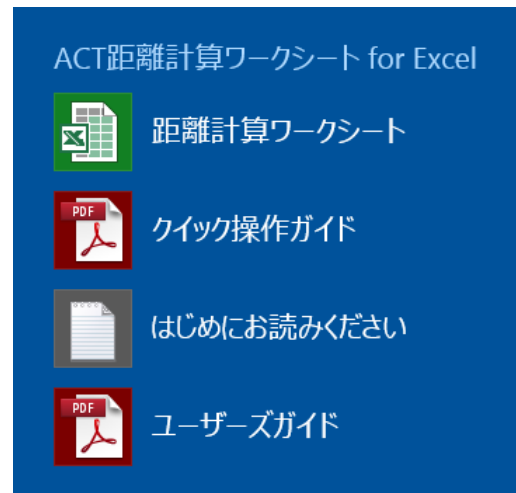 ACT距離計算ワークシート for Excel
距離計算ワークシート
PDF
クイック操作ガイド
はじめにお読みください
PDF
ユーザーズガイド